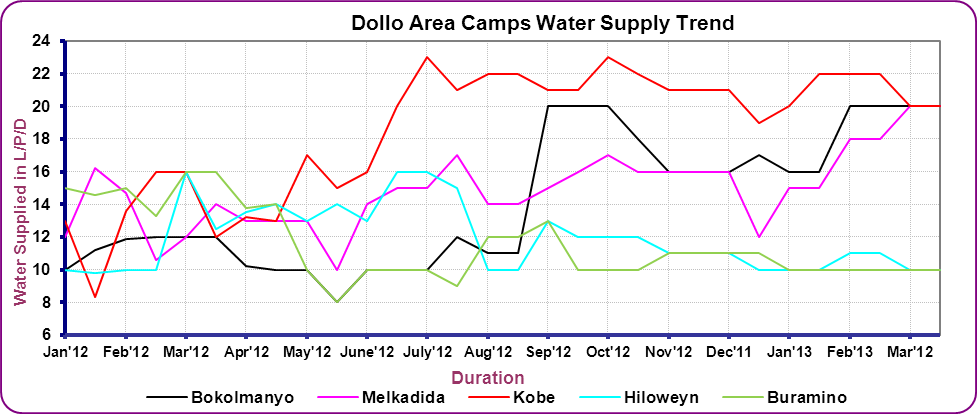 Dollo Area Camps Water Supply Trend
Water Supplied in L/P/D
24
22
20
18
16
14
12
10
8
6
Jan'12 Feb'12 Mar'12 Apr'12 May'12 June'12 July'12 Aug'12 Sep'12 Oct'12 Nov'12 Dec'11 Jan'13 Feb'13 Mar'12
Duration
Bokolmanyo Melkadida Kobe Hiloweyn Buramino